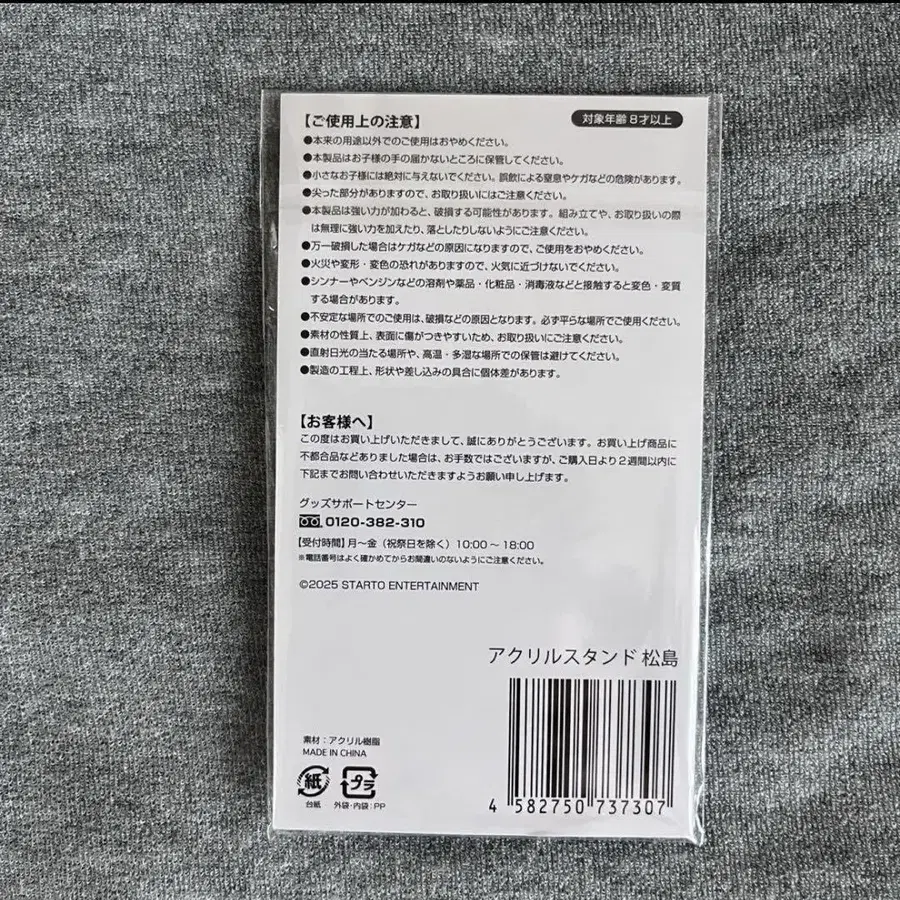 【ご使用上の注意】
対象年齢 8才以上
●本来の用途以外でのご使用はおやめください。
●本製品はお子様の手の届かないところに保管してください。
●小さなお子様には絶対に与えないでください。誤飲による窒息やケガなどの危険があります。
●尖った部分がありますので、お取り扱いにはご注意ください。
●本製品は強い力が加わると、破損する可能性があります。組み立てや、お取り扱いの際
は無理に強い力を加えたり、落としたりしないようにご注意ください。
●万一破損した場合はケガなどの原因になりますので、ご使用をおやめください。
●火災や変形・変色の恐れがありますので、火気に近づけないでください。
●シンナーやベンジンなどの溶剤や薬品・化粧品・消毒液などと接触すると変色・変質
する場合があります。
●不安定な場所でのご使用は、破損などの原因となります。必ず平らな場所でご使用ください。
●素材の性質上、表面に傷がつきやすいため、お取り扱いにご注意ください。
●直射日光の当たる場所や、高温・多湿な場所での保管は避けてください。
●製造の工程上、形状や差し込みの具合に個体差があります。
【お客様へ】
この度はお買い上げいただきまして、誠にありがとうございます。お買い上げ商品に
不都合品などありました場合は、お手数ではございますが、ご購入日より2週間以内に
下記までお問い合わせいただきますようお願い申し上げます。
グッズサポートセンター
0120-382-310
【受付時間】月〜金（祝祭日を除く）10:00〜18:00
※電話番号はよく確かめてからお間違いのないようにご注意ください。
©2025 STARTO ENTERTAINMENT
アクリルスタンド 松島
素材：アクリル樹脂
MADE IN CHINA
紙
プラ
台紙
外袋・内袋：PP
4 582750 737307